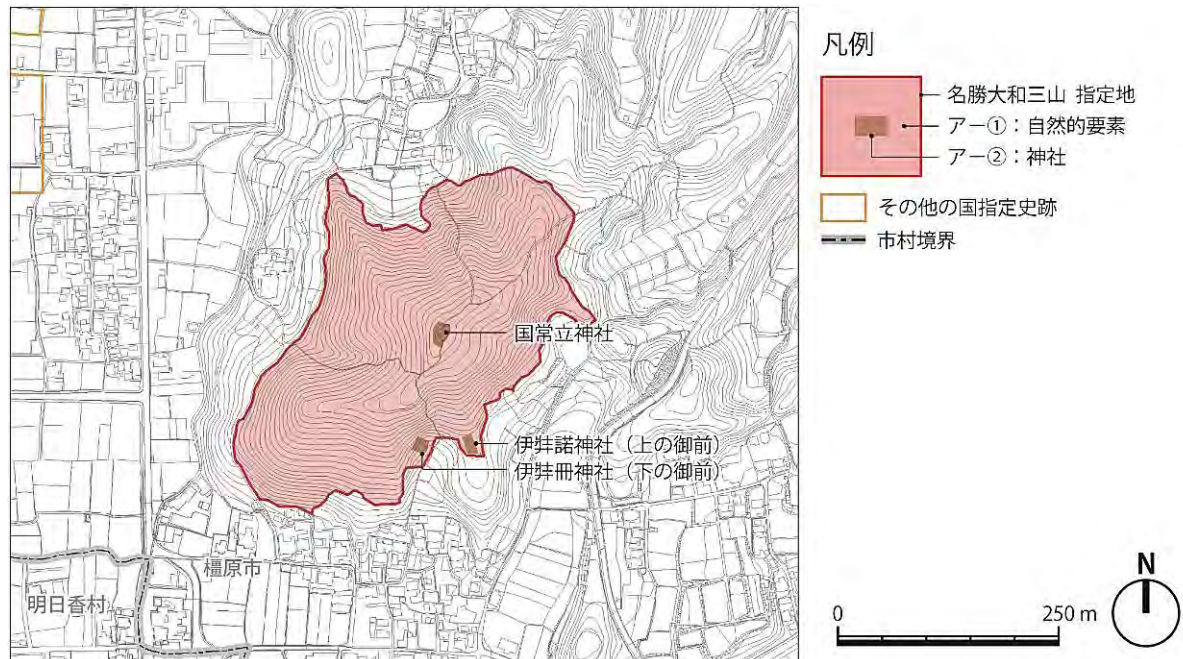 国常立神社
伊弉諾神社（上の御前）
伊弉冊神社（下の御前）
橿原市
明日香村
凡例
名勝大和三山 指定地
アー①：自然的要素
アー②：神社
その他の国指定史跡
市村境界
N
0 250 m